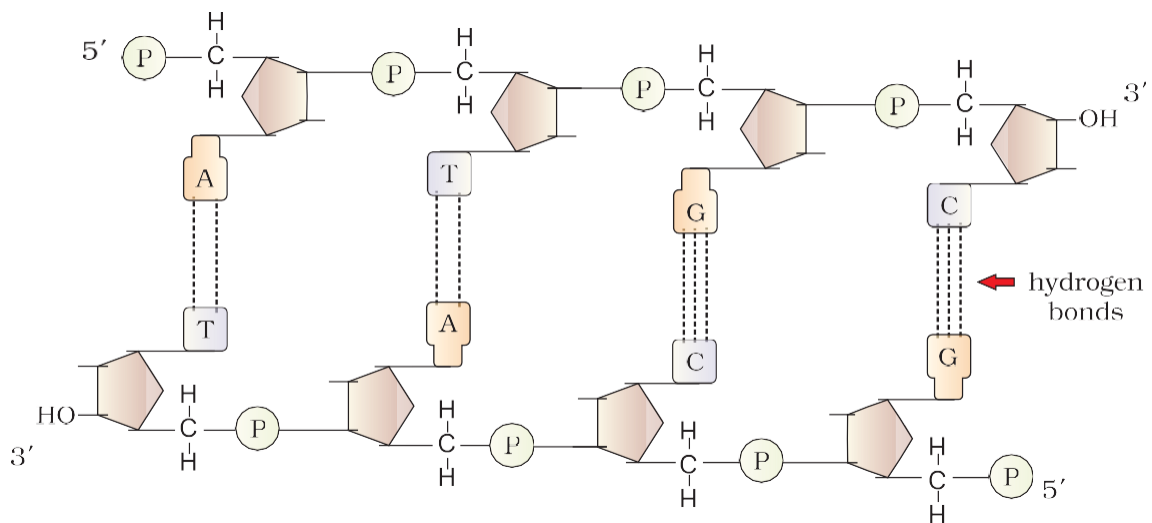 5′ P H C H P H C H P H C H P H C H OH 3′
A T G C
hydrogen
bonds
T A C G
HO H C H P H C H P H C H P H C H P
3′ 5′